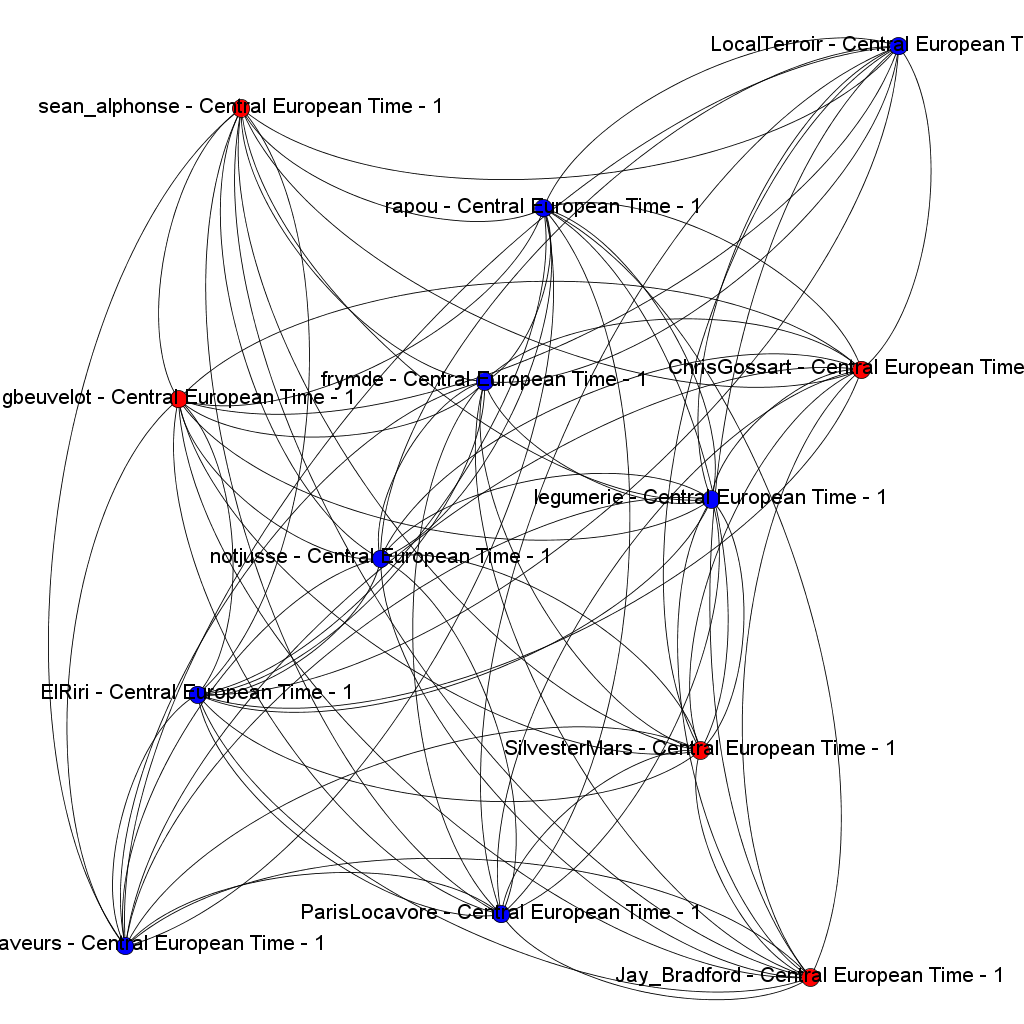 LocalTerroir - Central European T
sean_alphonse - Central European Time - 1
rapou - Central European Time - 1
ChrisGossart - Central European Time
frymde - Central European Time - 1
gbeuvelot - Central European Time - 1
legumerie - Central European Time - 1
notjusse - Central European Time - 1
ElRiri - Central European Time - 1
SilvesterMars - Central European Time - 1
ParisLocavore - Central European Time - 1
aveurs - Central European Time - 1
Jay_Bradford - Central European Time - 1